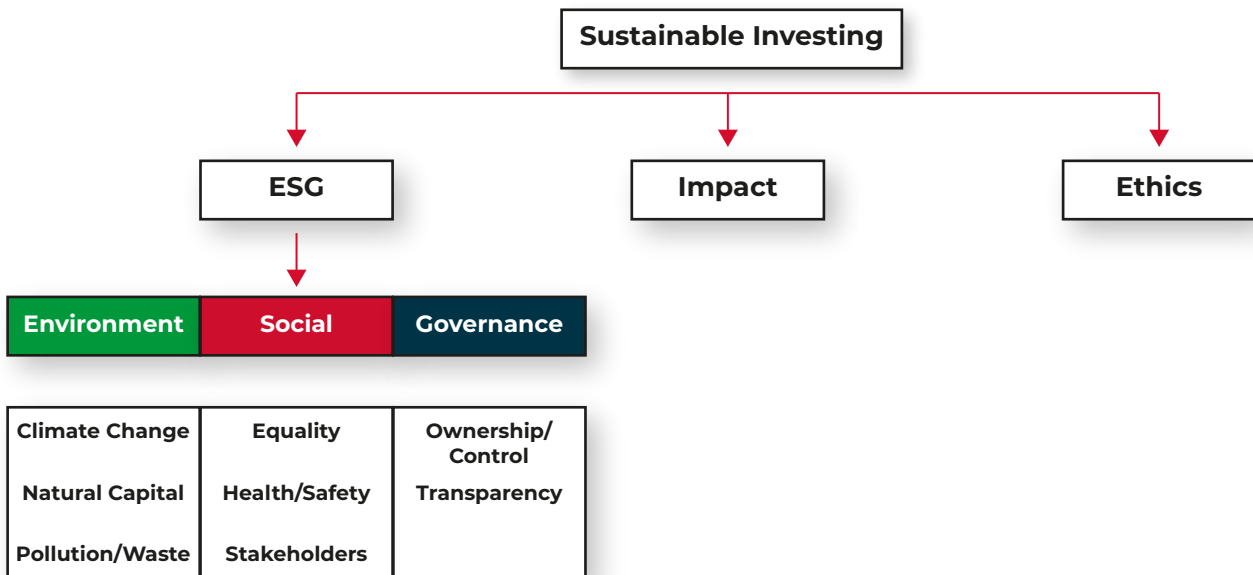 Sustainable Investing
ESG
Impact
Ethics
Environment
Social
Governance
Climate Change
Equality
Ownership/
Control
Natural Capital
Health/Safety
Transparency
Pollution/Waste
Stakeholders